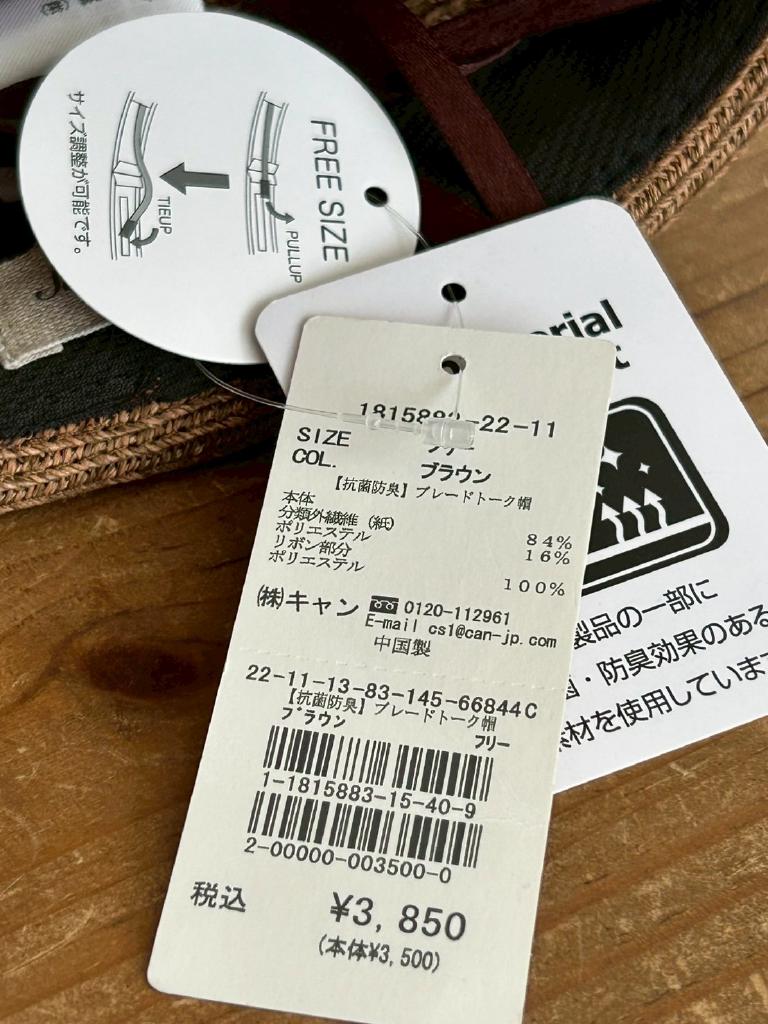 FREE SIZE
PULLUP
TIEUP
サイズ調整が可能です。
SIZE
COL.
フリー
ブラウン
22-11
【抗菌防臭】ブレードトーク帽
本体
分類外繊維（紙） 84%
ポリエステル 16%
リボン部分
ポリエステル 100%
㈱キャン 0120-112961
E-mail cs1@can-jp.com
中国製
22-11-13-83-145-66844C
【抗菌防臭】ブレードトーク帽
ブラウン
フリー
1-1815883-15-40-9
2-00000-003500-0
税込 ¥3,850
(本体¥3,500)
製品の一部に
・防臭効果のある
素材を使用していま